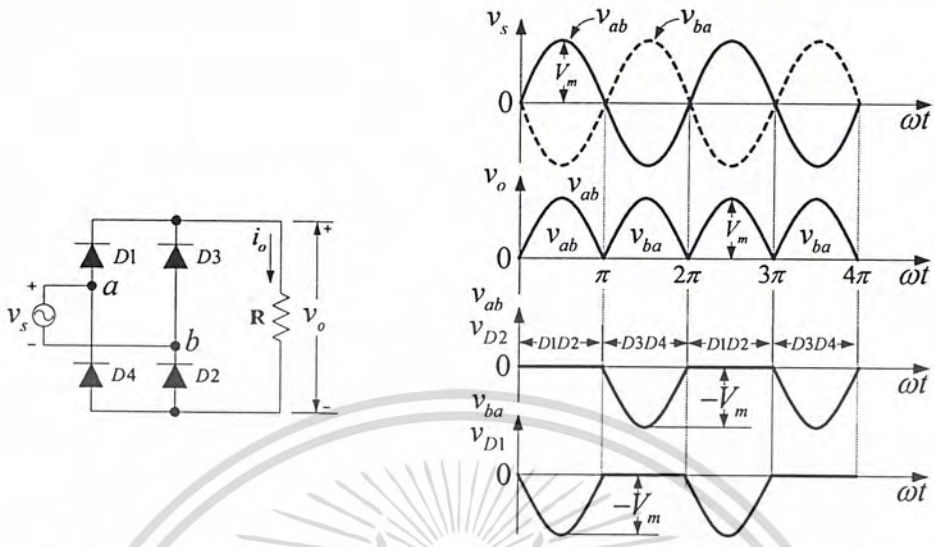 D1
D3
a
v_s
+
−
b
D4
D2
i_o
R
+
v_o
−
v_s
v_ab
v_ba
V_m
0
ωt
v_o
v_ab
v_ab
v_ba
V_m
v_ba
0
π
2π
3π
4π
ωt
v_ab
v_D2
D1D2
D3D4
D1D2
D3D4
0
−V_m
ωt
v_ba
v_D1
0
−V_m
ωt